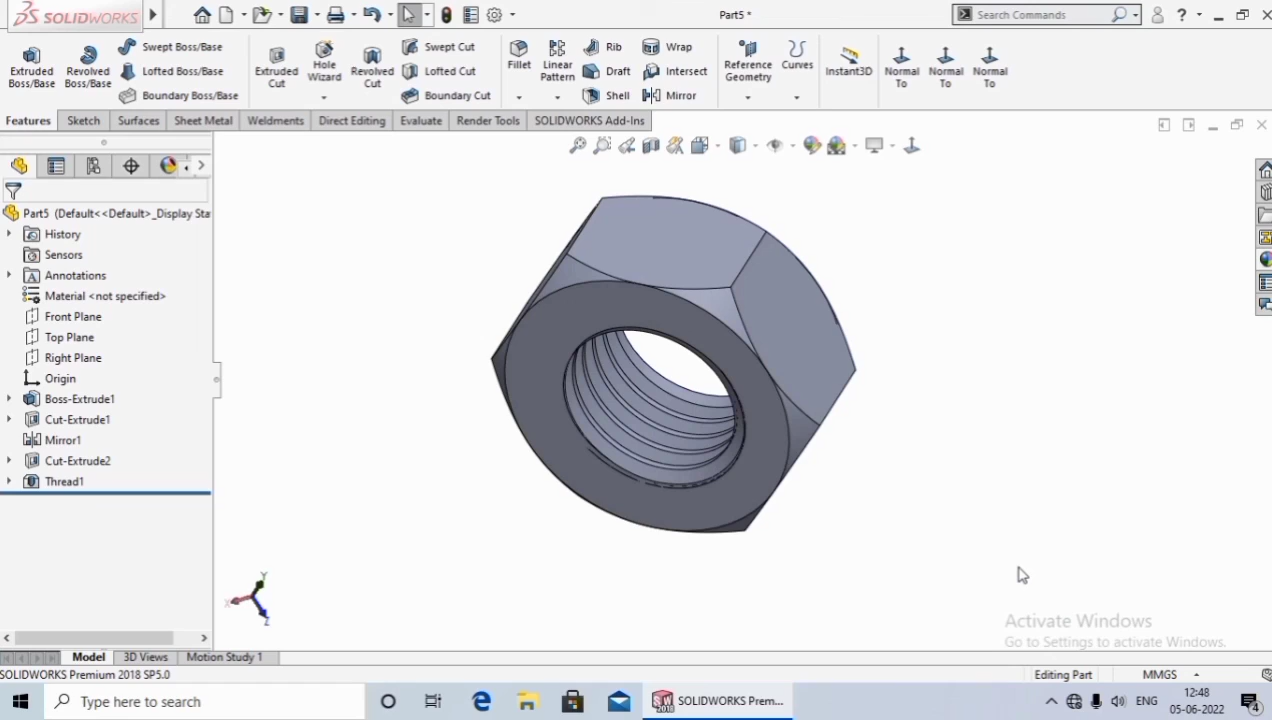 SOLIDWORKS
Part5 *
Search Commands
Extruded Boss/Base
Revolved Boss/Base
Swept Boss/Base
Lofted Boss/Base
Boundary Boss/Base
Extruded Cut
Hole Wizard
Revolved Cut
Swept Cut
Lofted Cut
Boundary Cut
Fillet
Linear Pattern
Rib
Draft
Shell
Wrap
Intersect
Mirror
Reference Geometry
Curves
Instant3D
Normal To
Normal To
Normal To
Features
Sketch
Surfaces
Sheet Metal
Weldments
Direct Editing
Evaluate
Render Tools
SOLIDWORKS Add-Ins
Part5 (Default<<Default>_Display Sta
History
Sensors
Annotations
Material <not specified>
Front Plane
Top Plane
Right Plane
Origin
Boss-Extrude1
Cut-Extrude1
Mirror1
Cut-Extrude2
Thread1
Y
X
Z
Activate Windows
Go to Settings to activate Windows.
Model
3D Views
Motion Study 1
SOLIDWORKS Premium 2018 SP5.0
Editing Part
MMGS
Type here to search
SW
2018
SOLIDWORKS Prem...
ENG
12:48
05-06-2022
4